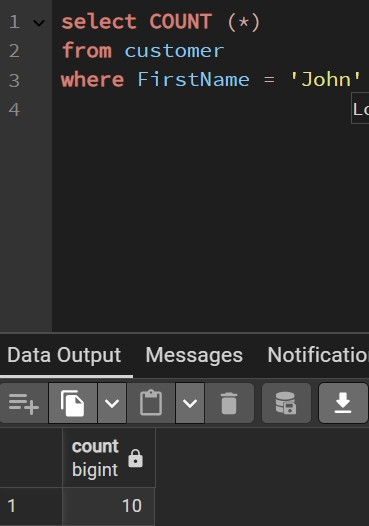 1 select COUNT (*)
2 from customer
3 where FirstName = 'John'
4
Data Output Messages
count
bigint
1 10